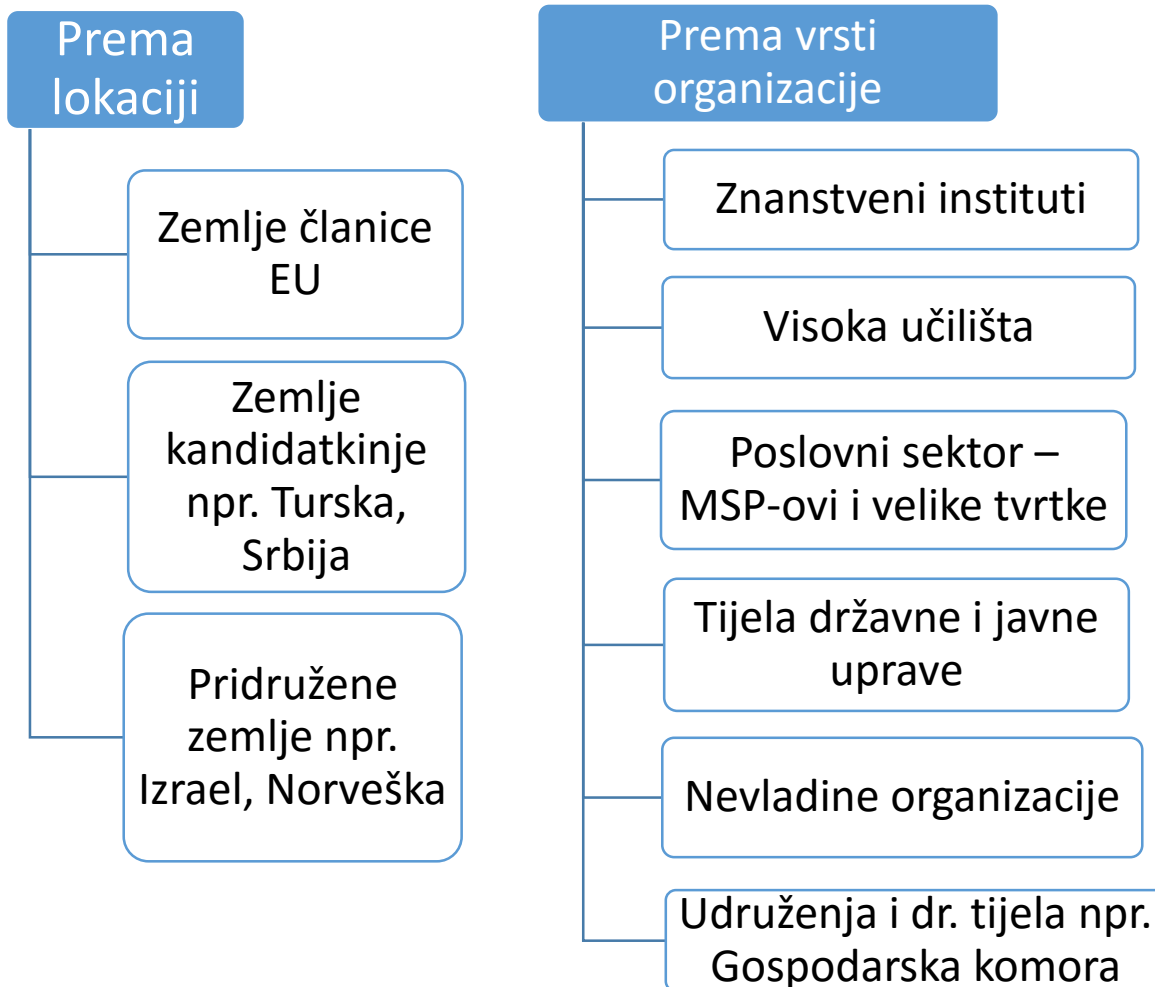 Prema
lokaciji
Zemlje članice
EU
Zemlje
kandidatkinje
npr. Turska,
Srbija
Pridružene
zemlje npr.
Izrael, Norveška
Prema vrsti
organizacije
Znanstveni instituti
Visoka učilišta
Poslovni sektor –
MSP-ovi i velike tvrtke
Tijela državne i javne
uprave
Nevladine organizacije
Udruženja i dr. tijela npr.
Gospodarska komora